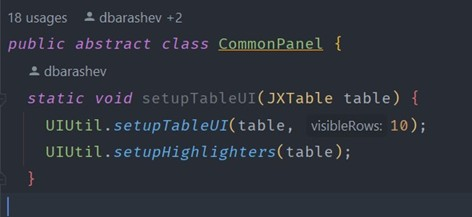 18 usages dbarashev +2
public abstract class CommonPanel {
dbarashev
static void setupTableUI(JXTable table) {
UIUtil.setupTableUI(table, visibleRows: 10);
UIUtil.setupHighlighters(table);
}